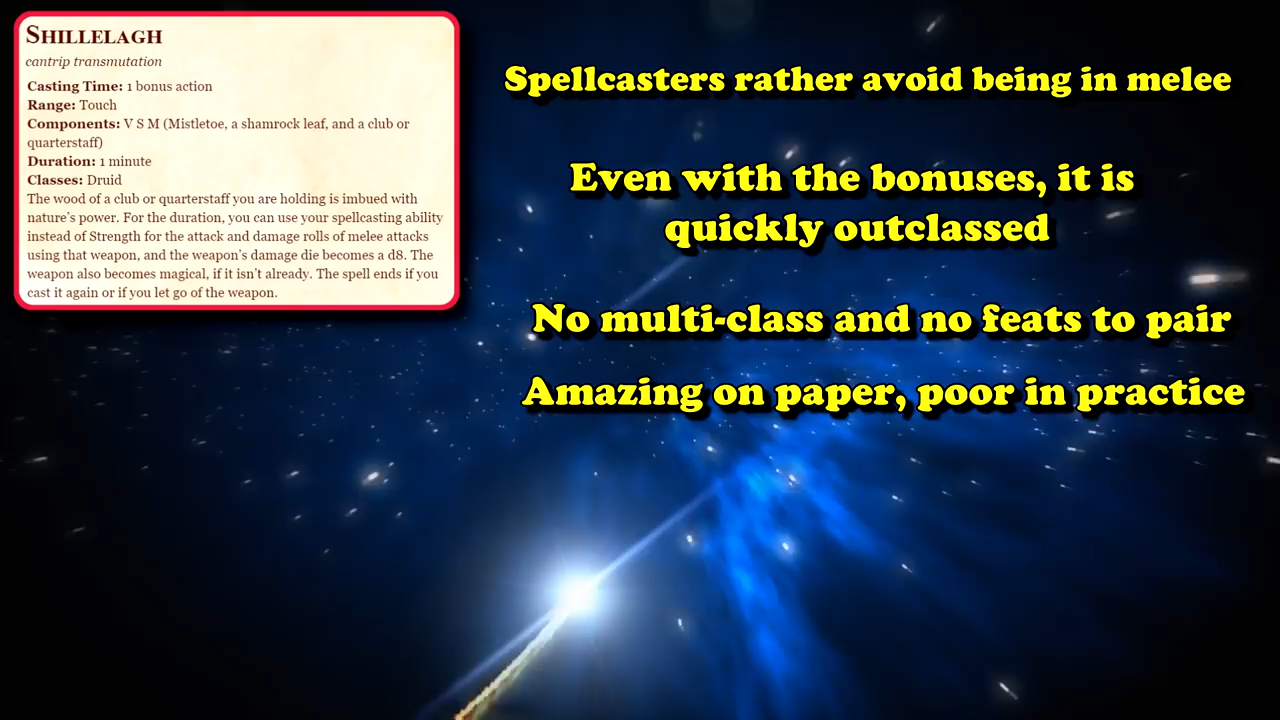 SHILLELAGH
cantrip transmutation
Casting Time: 1 bonus action
Range: Touch
Components: V S M (Mistletoe, a shamrock leaf, and a club or
quarterstaff)
Duration: 1 minute
Classes: Druid
The wood of a club or quarterstaff you are holding is imbued with
nature's power. For the duration, you can use your spellcasting ability
instead of Strength for the attack and damage rolls of melee attacks
using that weapon, and the weapon's damage die becomes a d8. The
weapon also becomes magical, if it isn't already. The spell ends if you
cast it again or if you let go of the weapon.
Spellcasters rather avoid being in melee
Even with the bonuses, it is
quickly outclassed
No multi-class and no feats to pair
Amazing on paper, poor in practice